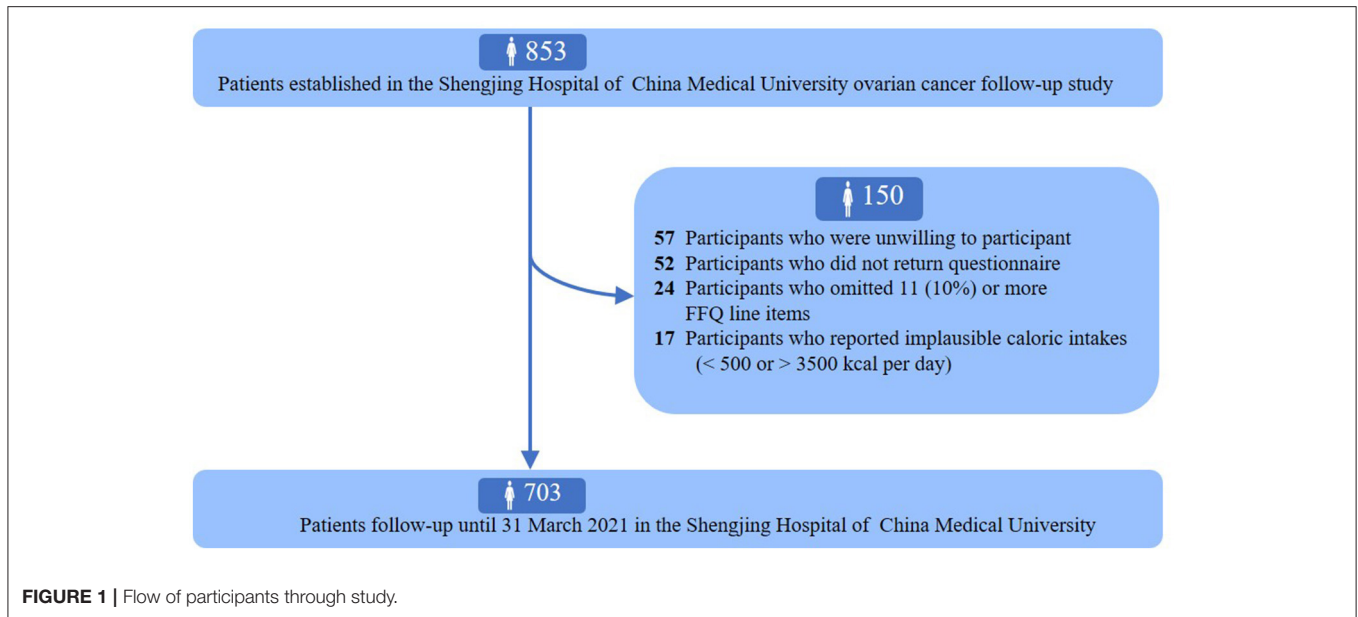 853
Patients established in the Shengjing Hospital of China Medical University ovarian cancer follow-up study
150
57 Participants who were unwilling to participant
52 Participants who did not return questionnaire
24 Participants who omitted 11 (10%) or more
FFQ line items
17 Participants who reported implausible caloric intakes
(< 500 or > 3500 kcal per day)
703
Patients follow-up until 31 March 2021 in the Shengjing Hospital of China Medical University
FIGURE 1 | Flow of participants through study.